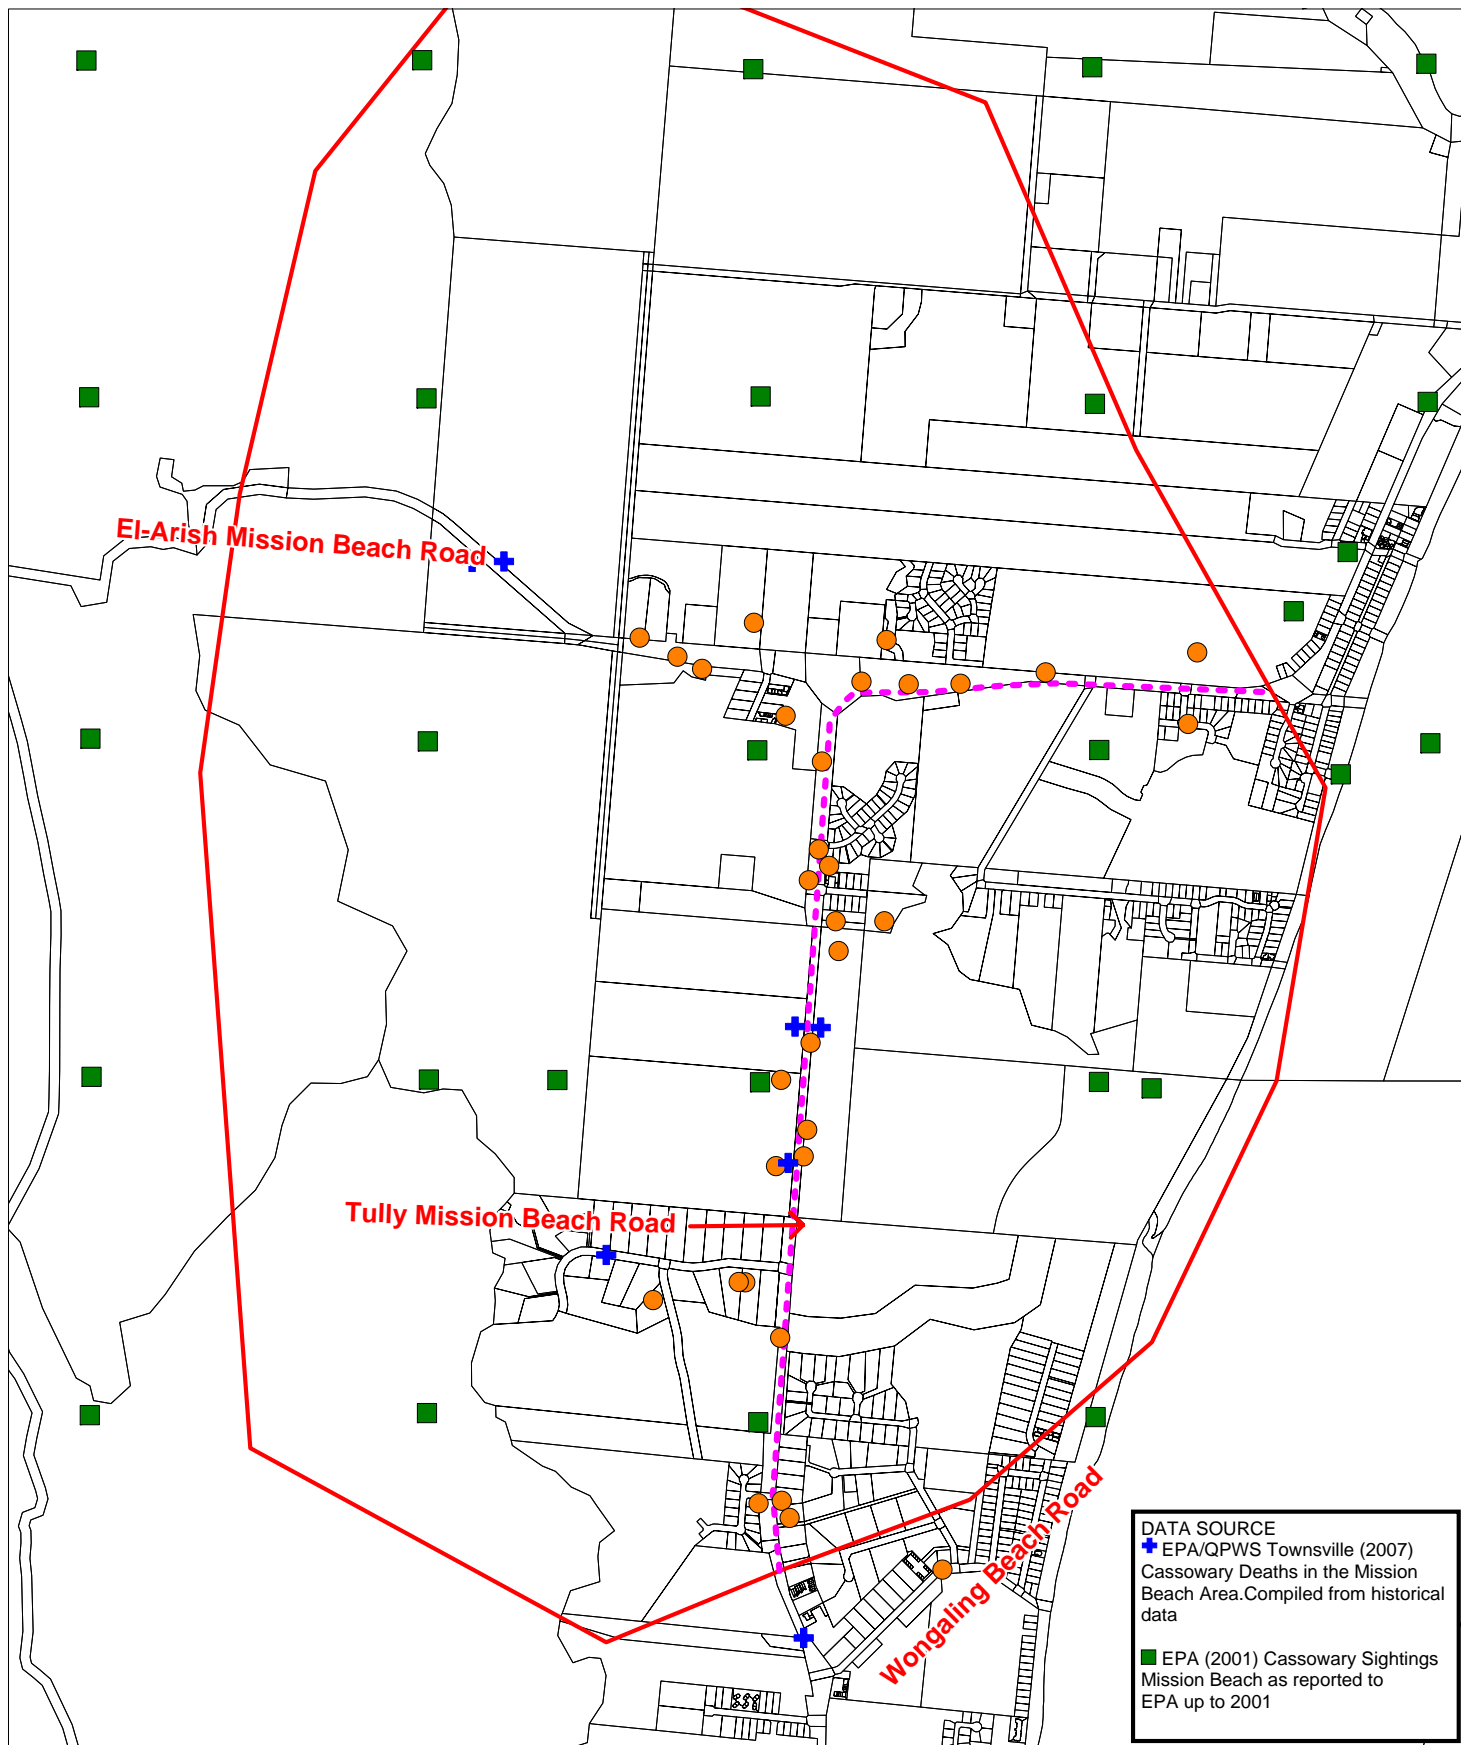 El-Arish Mission Beach Road
Tully Mission Beach Road
Wongaling Beach Road
DATA SOURCE
EPA/QPWS Townsville (2007)
Cassowary Deaths in the Mission
Beach Area.Compiled from historical
data
EPA (2001) Cassowary Sightings
Mission Beach as reported to
EPA up to 2001